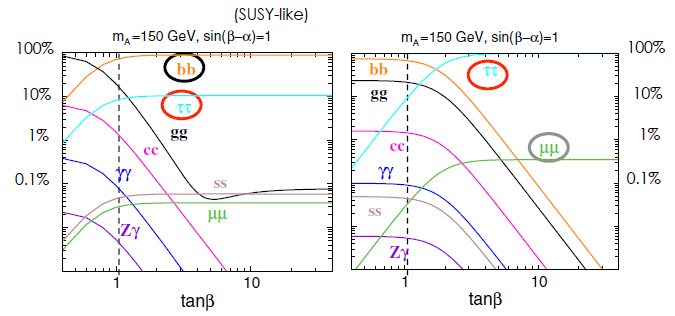 (SUSY-like)
m_A=150 GeV, sin(β−α)=1
m_A=150 GeV, sin(β−α)=1
100%
10%
1%
0.1%
bb
ττ
gg
cc
γγ
ss
μμ
Zγ
1
10
tanβ
bb
ττ
gg
cc
μμ
γγ
ss
Zγ
1
10
tanβ
100%
10%
1%
0.1%